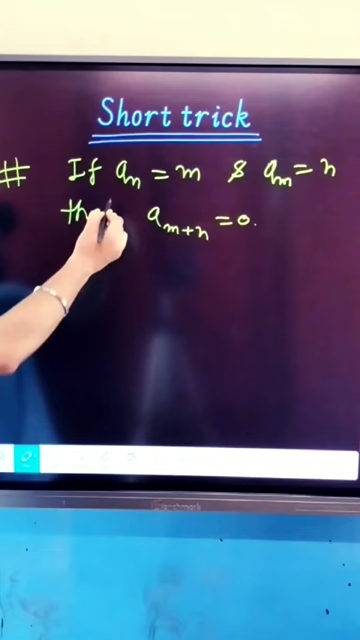 Short trick
# If aₙ = m & aₘ = n
aₘ₊ₙ = 0.